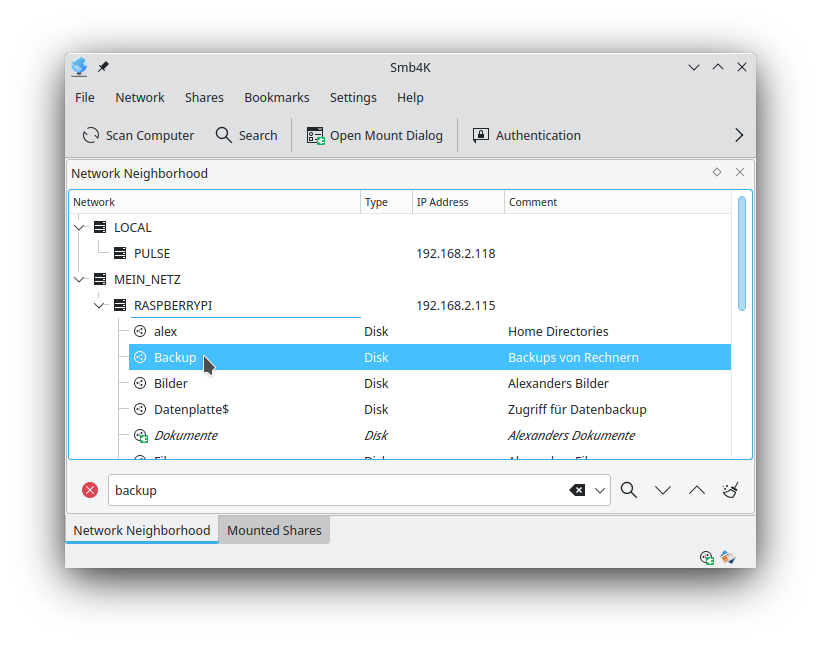 Smb4K
File Network Shares Bookmarks Settings Help
Scan Computer Search Open Mount Dialog Authentication
Network Neighborhood
Network Type IP Address Comment
LOCAL
PULSE 192.168.2.118
MEIN_NETZ
RASPBERRYPI 192.168.2.115
alex Disk Home Directories
Backup Disk Backups von Rechnern
Bilder Disk Alexanders Bilder
Datenplatte$ Disk Zugriff für Datenbackup
Dokumente Disk Alexanders Dokumente
backup
Network Neighborhood Mounted Shares